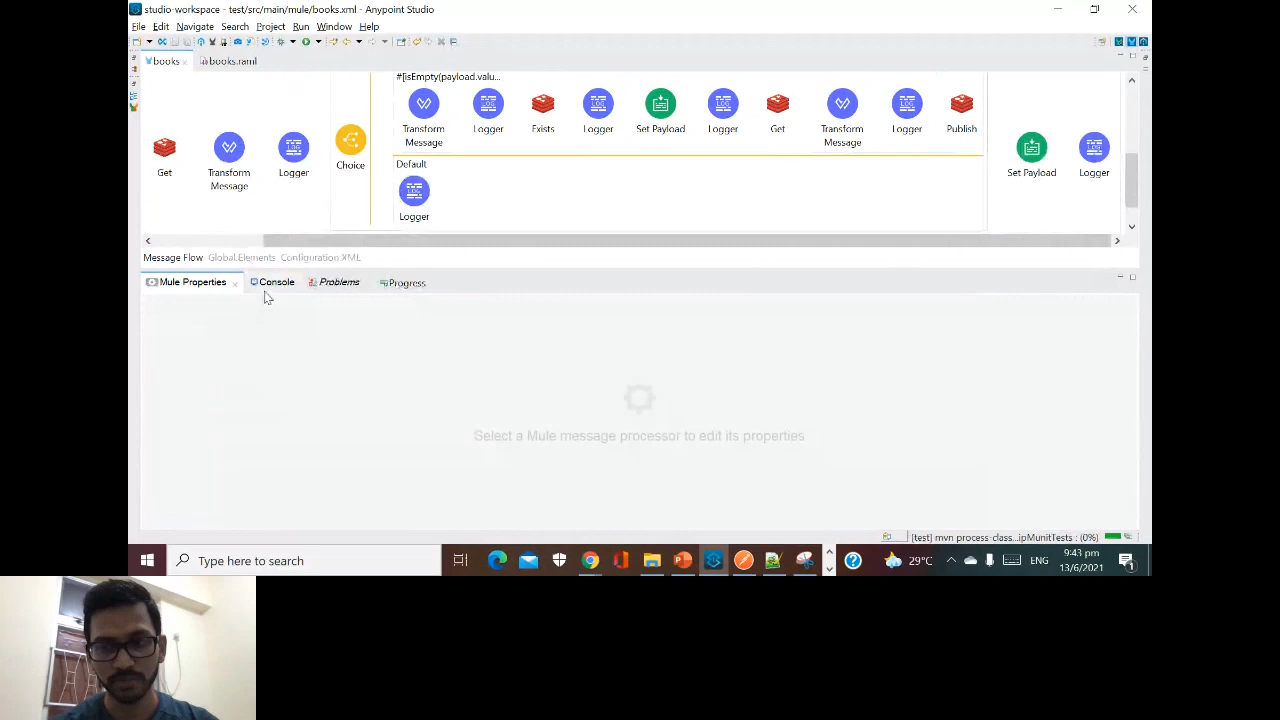 studio-workspace - test/src/main/mule/books.xml - Anypoint Studio
File Edit Navigate Search Project Run Window Help
books books.raml
#[isEmpty(payload.valu...
Get Transform Message Logger Choice Transform Message Logger Exists Logger Set Payload Logger Get Transform Message Logger Publish Set Payload Logger
Default
Logger
Message Flow Global Elements Configuration XML
Mule Properties Console Problems Progress
Select a Mule message processor to edit its properties
[test] mvn process-class...ipMunitTests : (0%)
Type here to search 29°C ENG 9:43 pm
13/6/2021
1